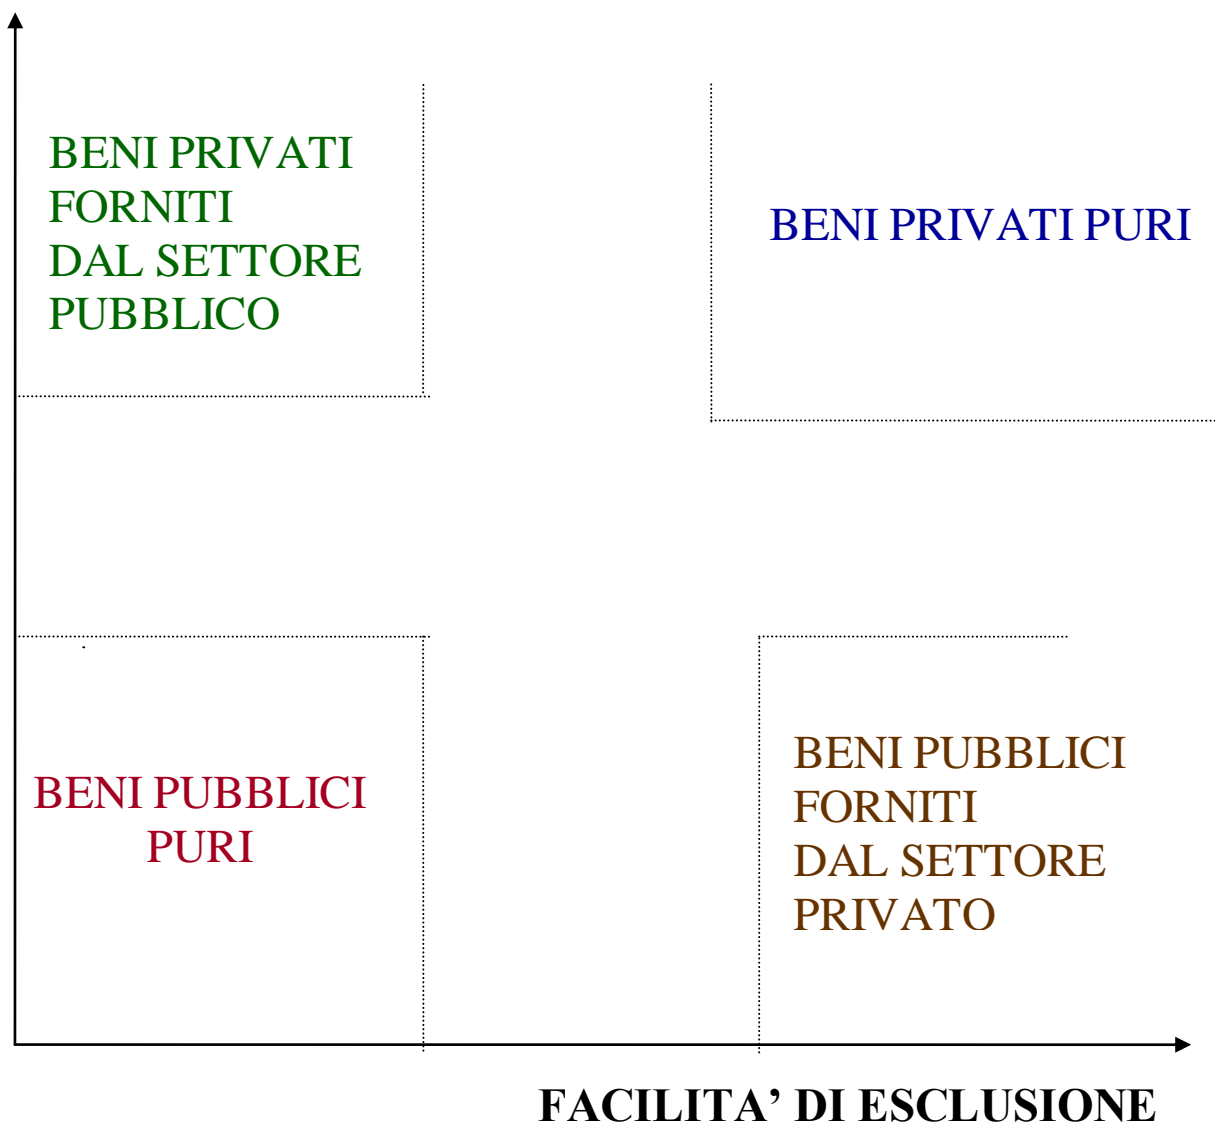 BENI PRIVATI
FORNITI
DAL SETTORE
PUBBLICO
BENI PRIVATI PURI
BENI PUBBLICI
PURI
BENI PUBBLICI
FORNITI
DAL SETTORE
PRIVATO
FACILITA’ DI ESCLUSIONE